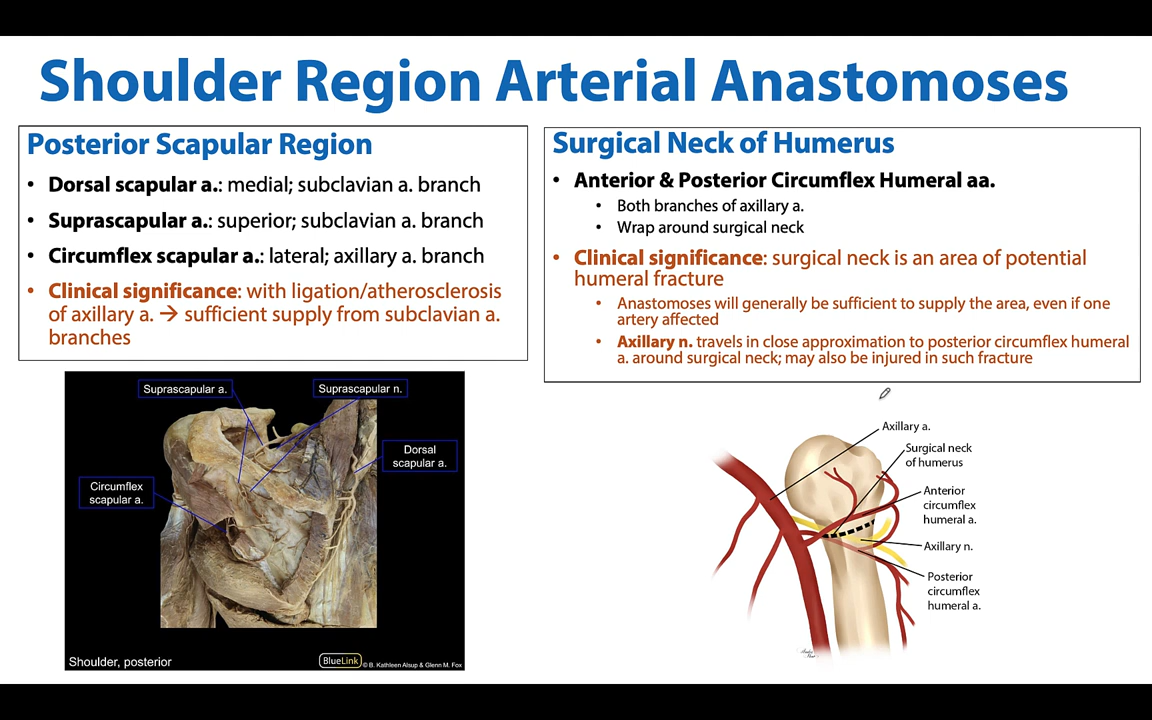 Shoulder Region Arterial Anastomoses
Posterior Scapular Region
• Dorsal scapular a.: medial; subclavian a. branch
• Suprascapular a.: superior; subclavian a. branch
• Circumflex scapular a.: lateral; axillary a. branch
• Clinical significance: with ligation/atherosclerosis
of axillary a. → sufficient supply from subclavian a.
branches
Surgical Neck of Humerus
• Anterior & Posterior Circumflex Humeral aa.
• Both branches of axillary a.
• Wrap around surgical neck
• Clinical significance: surgical neck is an area of potential
humeral fracture
• Anastomoses will generally be sufficient to supply the area, even if one
artery affected
• Axillary n. travels in close approximation to posterior circumflex humeral
a. around surgical neck; may also be injured in such fracture
Suprascapular a.
Suprascapular n.
Dorsal
scapular a.
Circumflex
scapular a.
Shoulder, posterior
BlueLink
© B. Kathleen Alsup & Glenn M. Fox
Axillary a.
Surgical neck
of humerus
Anterior
circumflex
humeral a.
Axillary n.
Posterior
circumflex
humeral a.